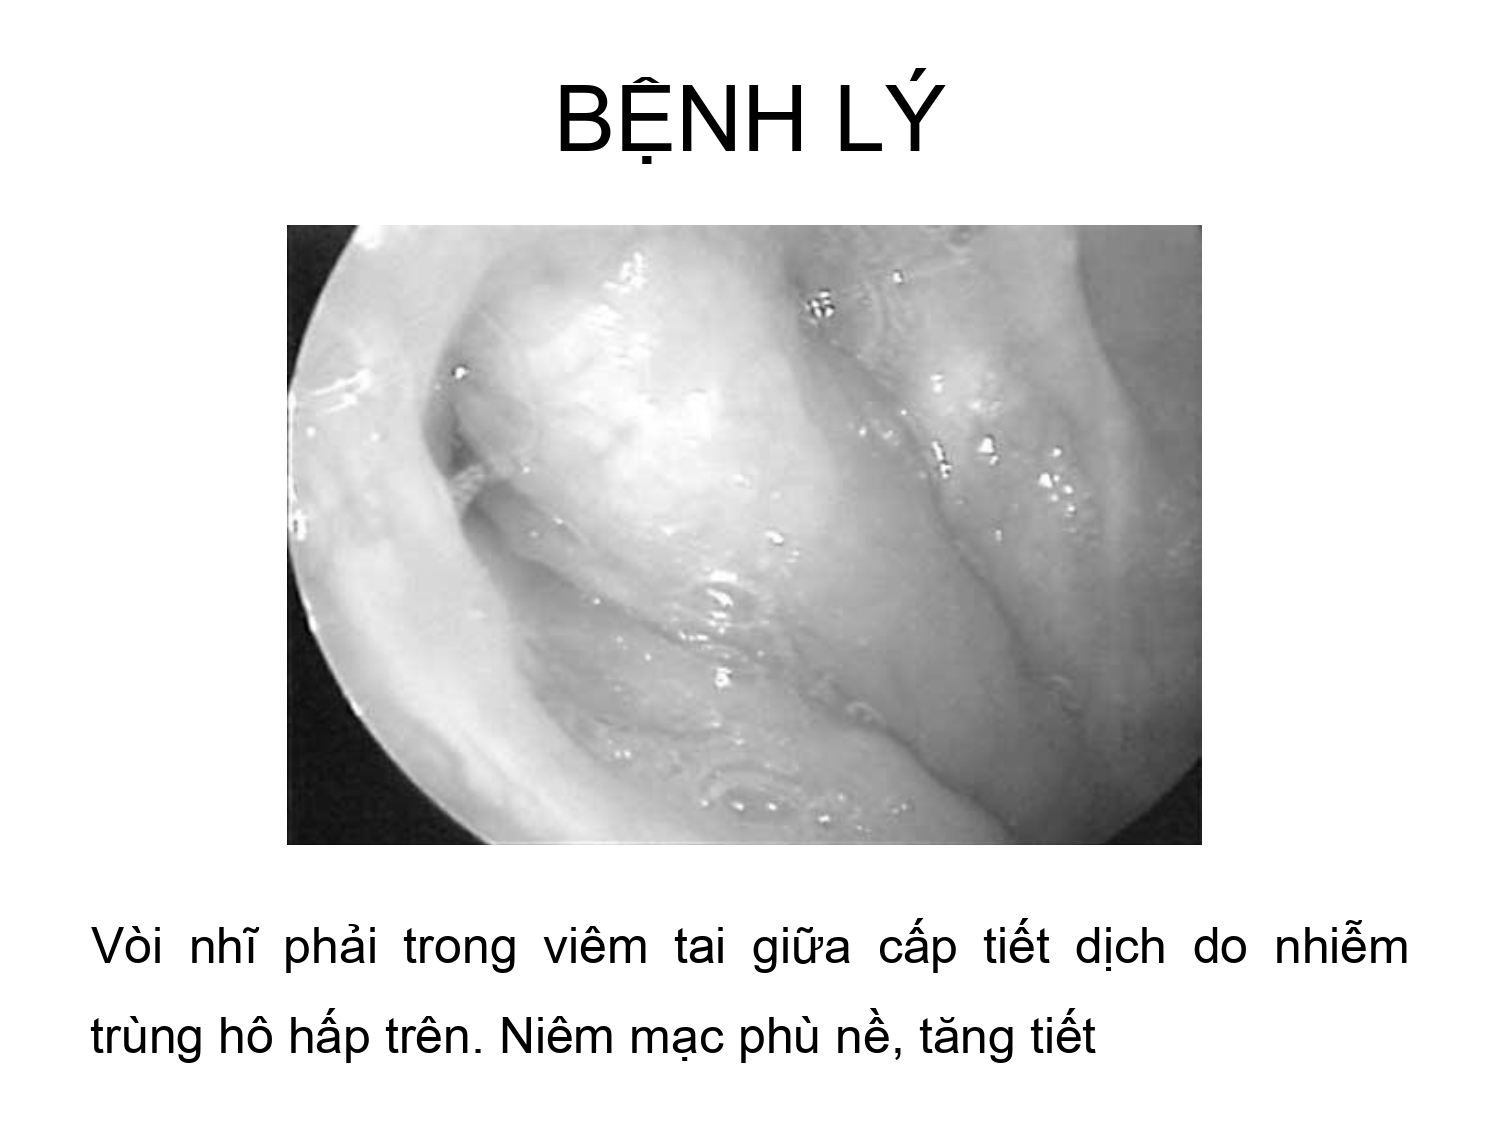 BỆNH LÝ
Vòi nhĩ phải trong viêm tai giữa cấp tiết dịch do nhiễm
trùng hô hấp trên. Niêm mạc phù nề, tăng tiết